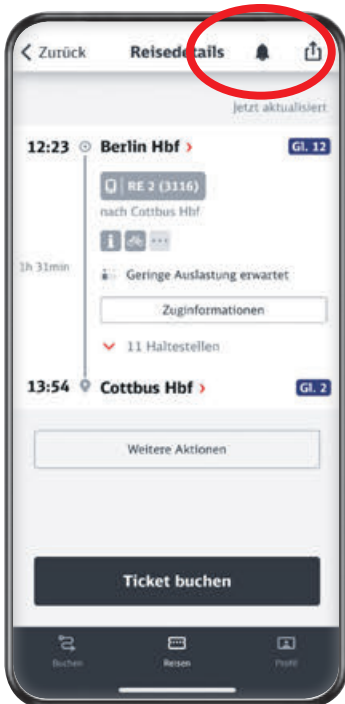 Zurück Reisedetails
Jetzt aktualisiert
12:23 Berlin Hbf Gl. 12
RE 2 (3116)
nach Cottbus Hbf
1h 31min
Geringe Auslastung erwartet
Zuginformationen
11 Haltestellen
13:54 Cottbus Hbf Gl. 2
Weitere Aktionen
Ticket buchen
Buchen Reisen Profil